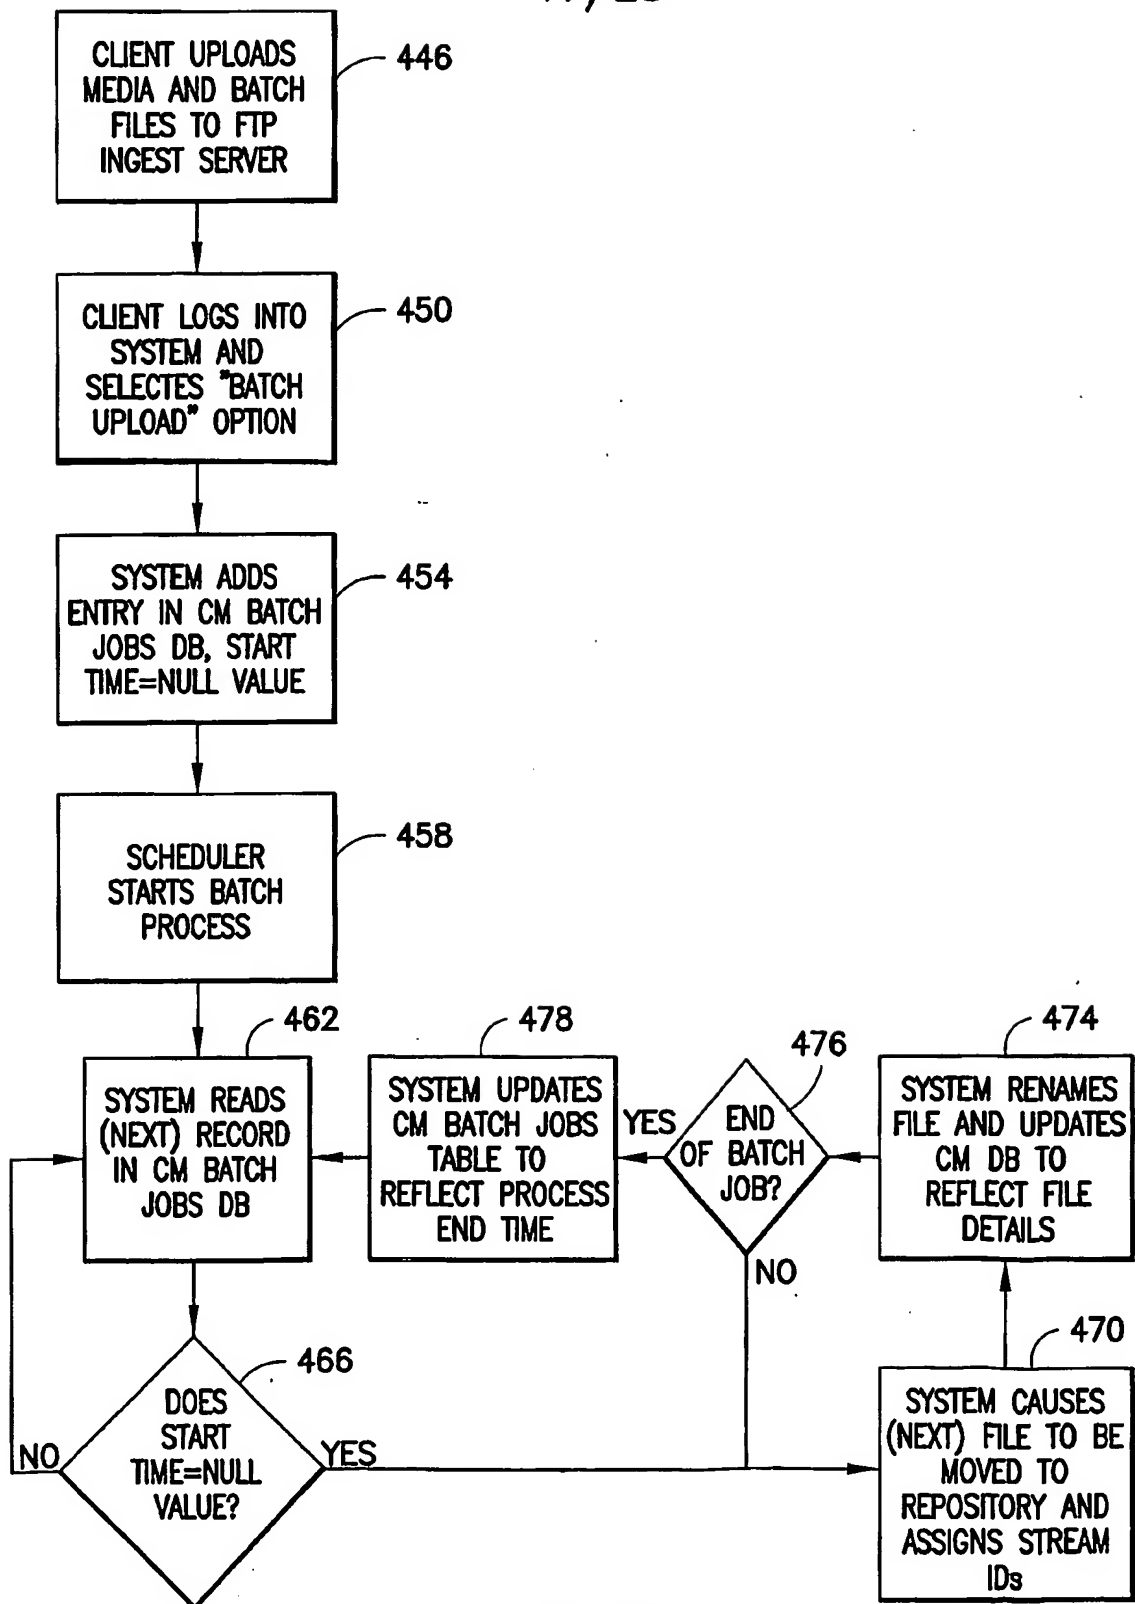 CLIENT UPLOADS
MEDIA AND BATCH
FILES TO FTP
INGEST SERVER
446
CLIENT LOGS INTO
SYSTEM AND
SELECTES "BATCH
UPLOAD" OPTION
450
SYSTEM ADDS
ENTRY IN CM BATCH
JOBS DB, START
TIME=NULL VALUE
454
SCHEDULER
STARTS BATCH
PROCESS
458
SYSTEM READS
(NEXT) RECORD
IN CM BATCH
JOBS DB
462
SYSTEM UPDATES
CM BATCH JOBS
TABLE TO
REFLECT PROCESS
END TIME
478
YES
END
OF BATCH
JOB?
476
NO
SYSTEM RENAMES
FILE AND UPDATES
CM DB TO
REFLECT FILE
DETAILS
474
DOES
START
TIME=NULL
VALUE?
466
NO
YES
SYSTEM CAUSES
(NEXT) FILE TO BE
MOVED TO
REPOSITORY AND
ASSIGNS STREAM
IDs
470